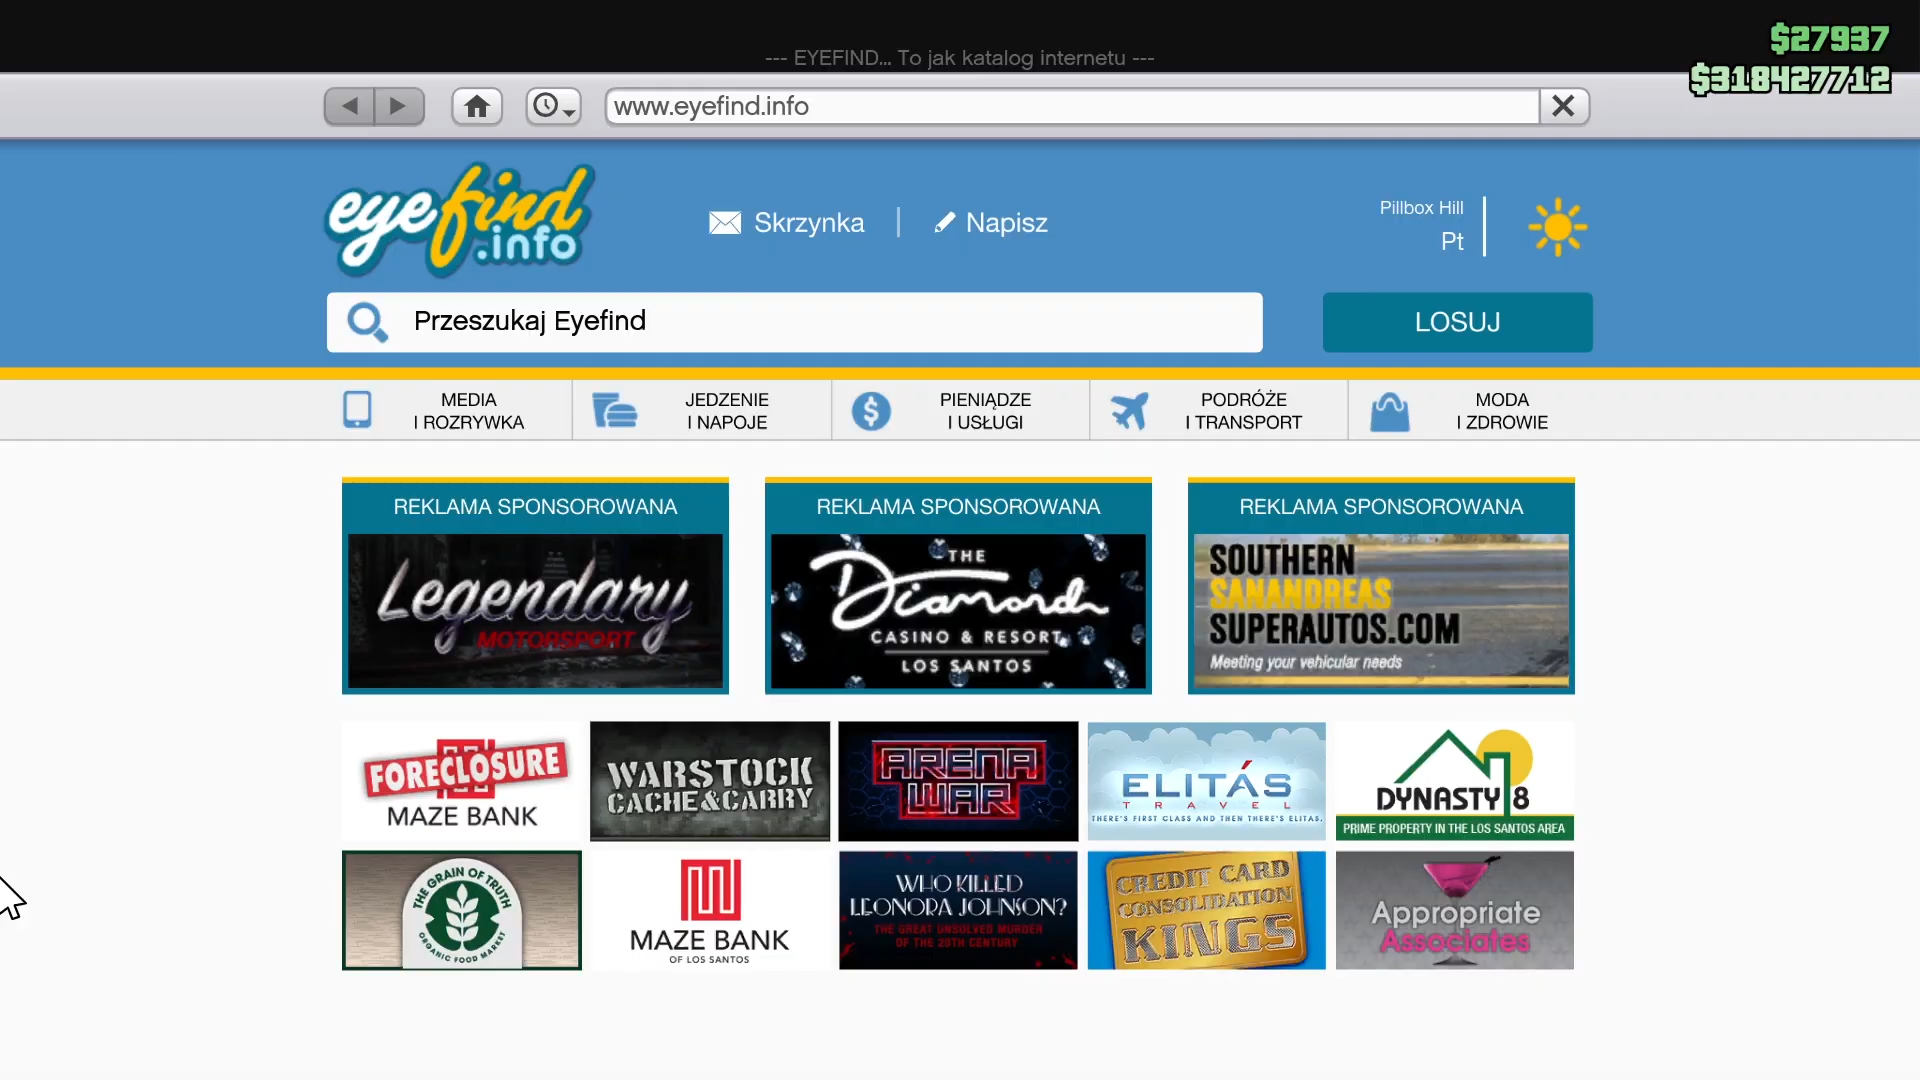 $27937
--- EYEFIND... To jak katalog internetu ---
$318427712
www.eyefind.info
eyefind
.info
Skrzynka
Napisz
Pillbox Hill
Pt
Przeszukaj Eyefind
LOSUJ
MEDIA
I ROZRYWKA
JEDZENIE
I NAPOJE
PIENIĄDZE
I USŁUGI
PODRÓŻE
I TRANSPORT
MODA
I ZDROWIE
REKLAMA SPONSOROWANA
Legendary
MOTORSPORT
REKLAMA SPONSOROWANA
THE
Diamond
CASINO & RESORT
LOS SANTOS
REKLAMA SPONSOROWANA
SOUTHERN
SANANDREAS
SUPERAUTOS.COM
Meeting your vehicular needs
FORECLOSURE
MAZE BANK
WARSTOCK
CACHE&CARRY
ARENA
WAR
ELITÁS
TRAVEL
THERE'S FIRST CLASS AND THEN THERE'S ELITAS.
DYNASTY 8
PRIME PROPERTY IN THE LOS SANTOS AREA
THE GRAIN OF TRUTH
ORGANIC FOOD MARKET
MAZE BANK
OF LOS SANTOS
WHO KILLED
LEONORA JOHNSON?
THE GREAT UNSOLVED MURDER
OF THE 20TH CENTURY
CREDIT CARD
CONSOLIDATION
KINGS
Appropriate
Associates